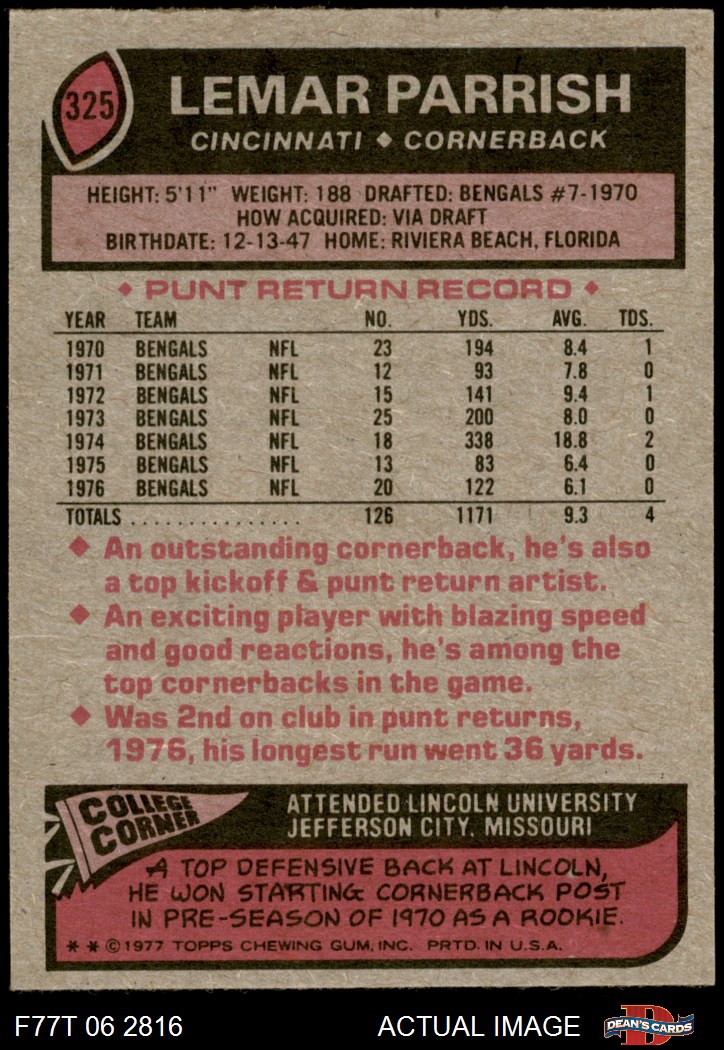 325
LEMAR PARRISH
CINCINNATI ◆ CORNERBACK
HEIGHT: 5'11" WEIGHT: 188 DRAFTED: BENGALS #7-1970
HOW ACQUIRED: VIA DRAFT
BIRTHDATE: 12-13-47 HOME: RIVIERA BEACH, FLORIDA
◆ PUNT RETURN RECORD ◆
YEAR TEAM NO. YDS. AVG. TDS.
1970 BENGALS NFL 23 194 8.4 1
1971 BENGALS NFL 12 93 7.8 0
1972 BENGALS NFL 15 141 9.4 1
1973 BENGALS NFL 25 200 8.0 0
1974 BENGALS NFL 18 338 18.8 2
1975 BENGALS NFL 13 83 6.4 0
1976 BENGALS NFL 20 122 6.1 0
TOTALS ................ 126 1171 9.3 4
◆ An outstanding cornerback, he's also
a top kickoff & punt return artist.
◆ An exciting player with blazing speed
and good reactions, he's among the
top cornerbacks in the game.
◆ Was 2nd on club in punt returns,
1976, his longest run went 36 yards.
COLLEGE
CORNER
ATTENDED LINCOLN UNIVERSITY
JEFFERSON CITY, MISSOURI
A TOP DEFENSIVE BACK AT LINCOLN,
HE WON STARTING CORNERBACK POST
IN PRE-SEASON OF 1970 AS A ROOKIE.
* * © 1977 TOPPS CHEWING GUM, INC. PRTD. IN U.S.A.
F77T 06 2816 ACTUAL IMAGE
D
DEAN'S CARDS